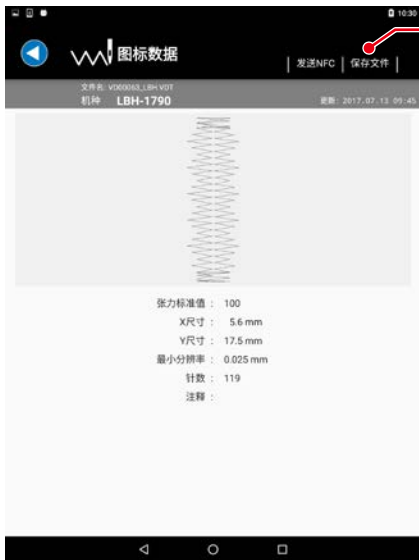 10:30
图标数据
发送NFC | 保存文件 |
文件名: VD00063_LBH.VDT
机种 LBH-1790
更新: 2017.07.13 09:45
张力标准值 : 100
X尺寸 : 5.6 mm
Y尺寸 : 17.5 mm
最小分辨率 : 0.025 mm
针数 : 119
注释 :